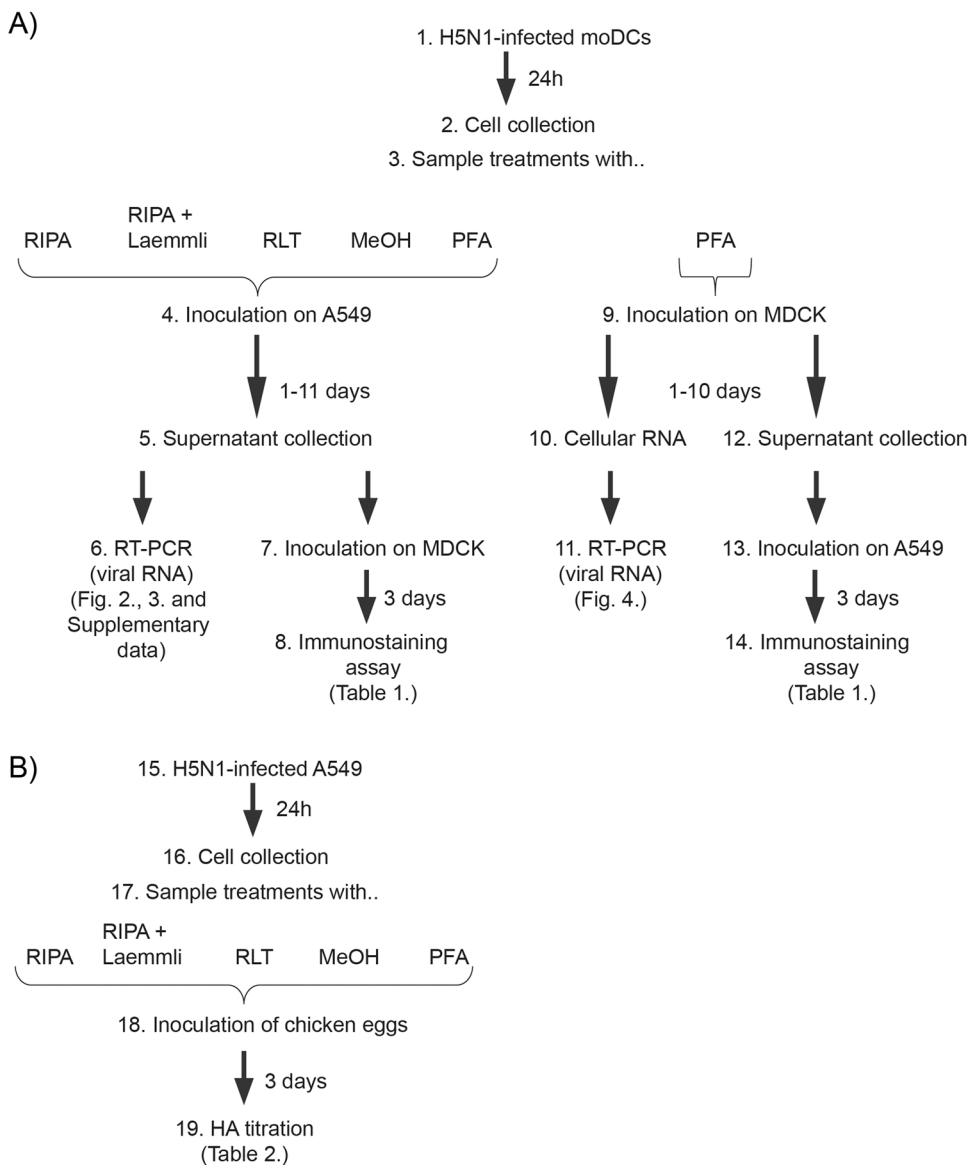 A)
1. H5N1-infected moDCs
24h
2. Cell collection
3. Sample treatments with..
RIPA
RIPA +
Laemmli
RLT
MeOH
PFA
PFA
4. Inoculation on A549
9. Inoculation on MDCK
1-11 days
1-10 days
5. Supernatant collection
10. Cellular RNA
12. Supernatant collection
6. RT-PCR
(viral RNA)
(Fig. 2., 3. and
Supplementary
data)
7. Inoculation on MDCK
3 days
8. Immunostaining
assay
(Table 1.)
11. RT-PCR
(viral RNA)
(Fig. 4.)
13. Inoculation on A549
3 days
14. Immunostaining
assay
(Table 1.)
B)
15. H5N1-infected A549
24h
16. Cell collection
17. Sample treatments with..
RIPA
RIPA +
Laemmli
RLT
MeOH
PFA
18. Inoculation of chicken eggs
3 days
19. HA titration
(Table 2.)